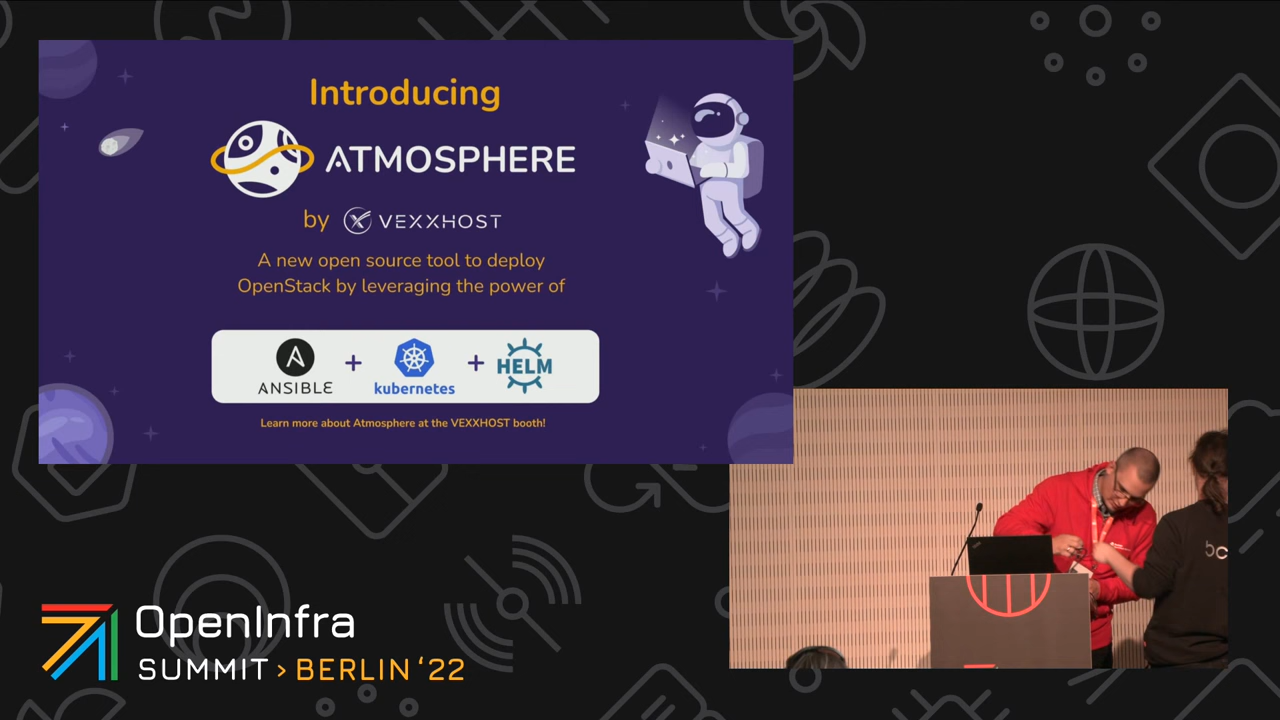 Introducing
ATMOSPHERE
by VEXXHOST
A new open source tool to deploy
OpenStack by leveraging the power of
ANSIBLE + kubernetes + HELM
Learn more about Atmosphere at the VEXXHOST booth!
bc
OpenInfra
SUMMIT > BERLIN ‘22